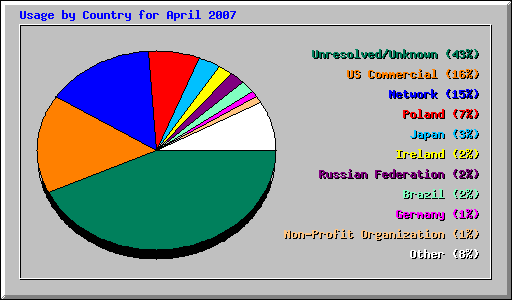 Usage by Country for April 2007
Unresolved/Unknown (43%)
US Commercial (16%)
Network (15%)
Poland (7%)
Japan (3%)
Ireland (2%)
Russian Federation (2%)
Brazil (2%)
Germany (1%)
Non-Profit Organization (1%)
Other (8%)